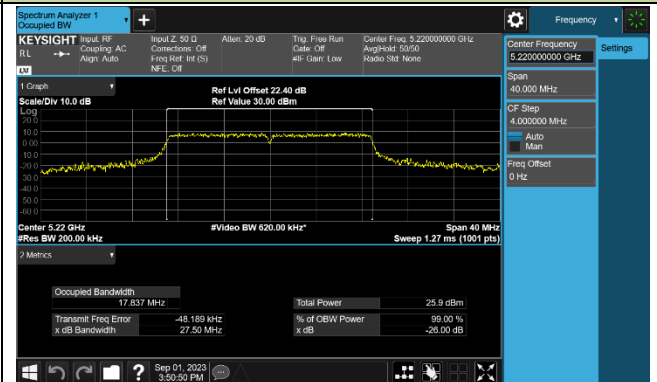 Spectrum Analyzer 1
Occupied BW
+
Frequency
KEYSIGHT
RL
LXI
Input: RF
Coupling: AC
Align: Auto
Input Z: 50 Ω
Corrections: Off
Freq Ref: Int (S)
NFE: Off
Atten: 20 dB
Trig: Free Run
Gate: Off
#IF Gain: Low
Center Freq: 5.220000000 GHz
Avg|Hold: 50/50
Radio Std: None
Center Frequency
5.220000000 GHz
Settings
Span
40.000 MHz
CF Step
4.000000 MHz
Auto
Man
Freq Offset
0 Hz
1 Graph
Scale/Div 10.0 dB
Ref Lvl Offset 22.40 dB
Ref Value 30.00 dBm
Log
20.0
10.0
0.00
-10.0
-20.0
-30.0
-40.0
-50.0
-60.0
Center 5.22 GHz
#Video BW 620.00 kHz*
Span 40 MHz
#Res BW 200.00 kHz
Sweep 1.27 ms (1001 pts)
2 Metrics
Occupied Bandwidth
17.837 MHz
Total Power
25.9 dBm
Transmit Freq Error
-48.189 kHz
% of OBW Power
99.00 %
x dB Bandwidth
27.50 MHz
x dB
-26.00 dB
?
Sep 01, 2023
3:50:50 PM